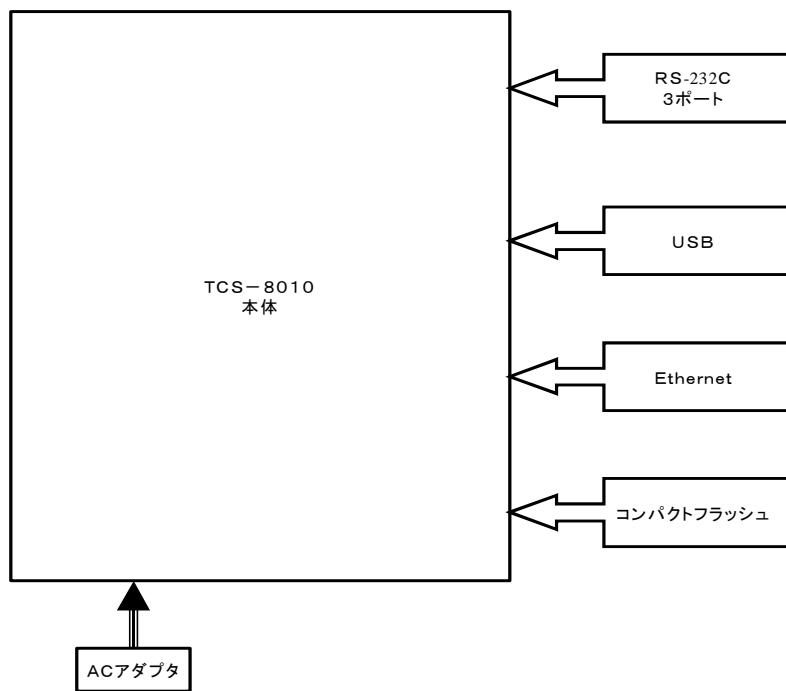 RS-232C
3ポート
USB
TCS-8010
本体
Ethernet
コンパクトフラッシュ
ACアダプタ